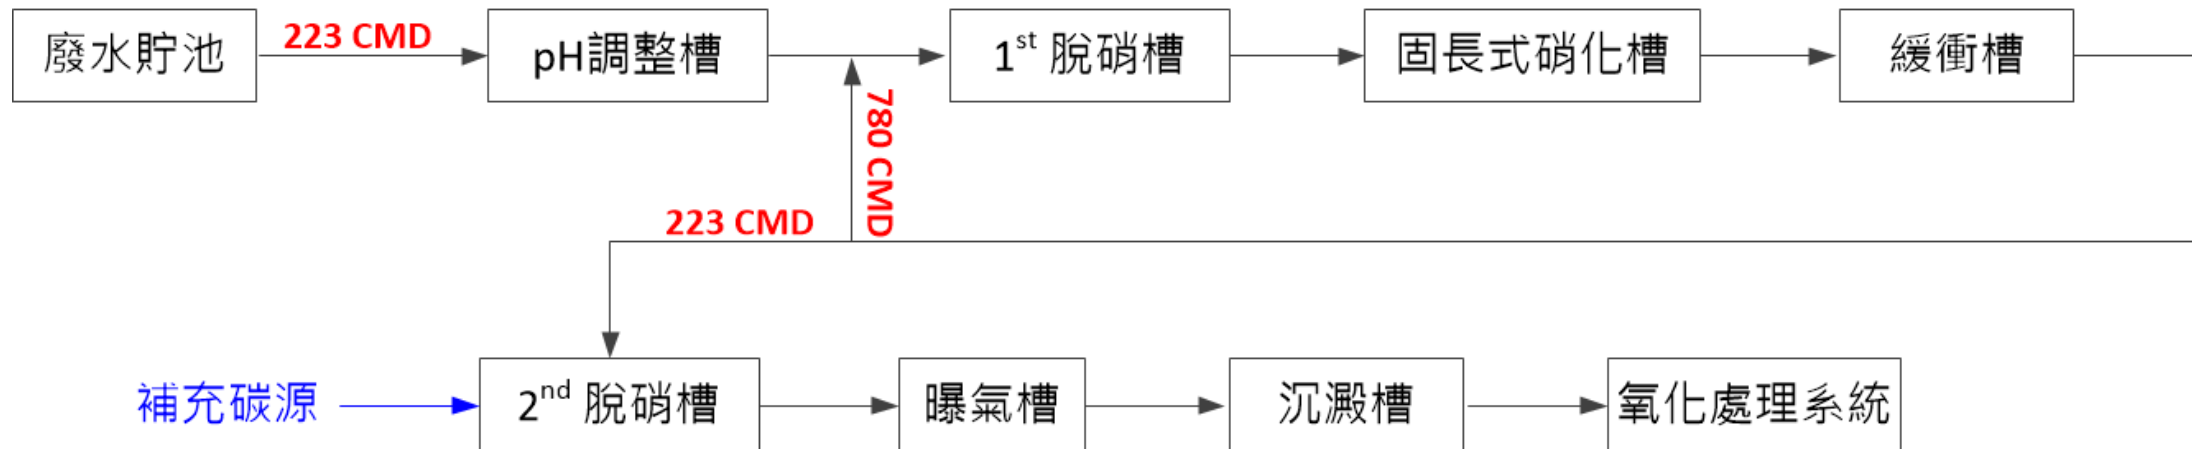 廢水貯池
223 CMD
pH調整槽
1st 脫硝槽
固長式硝化槽
緩衝槽
780 CMD
223 CMD
補充碳源
2nd 脫硝槽
曝氣槽
沉澱槽
氧化處理系統